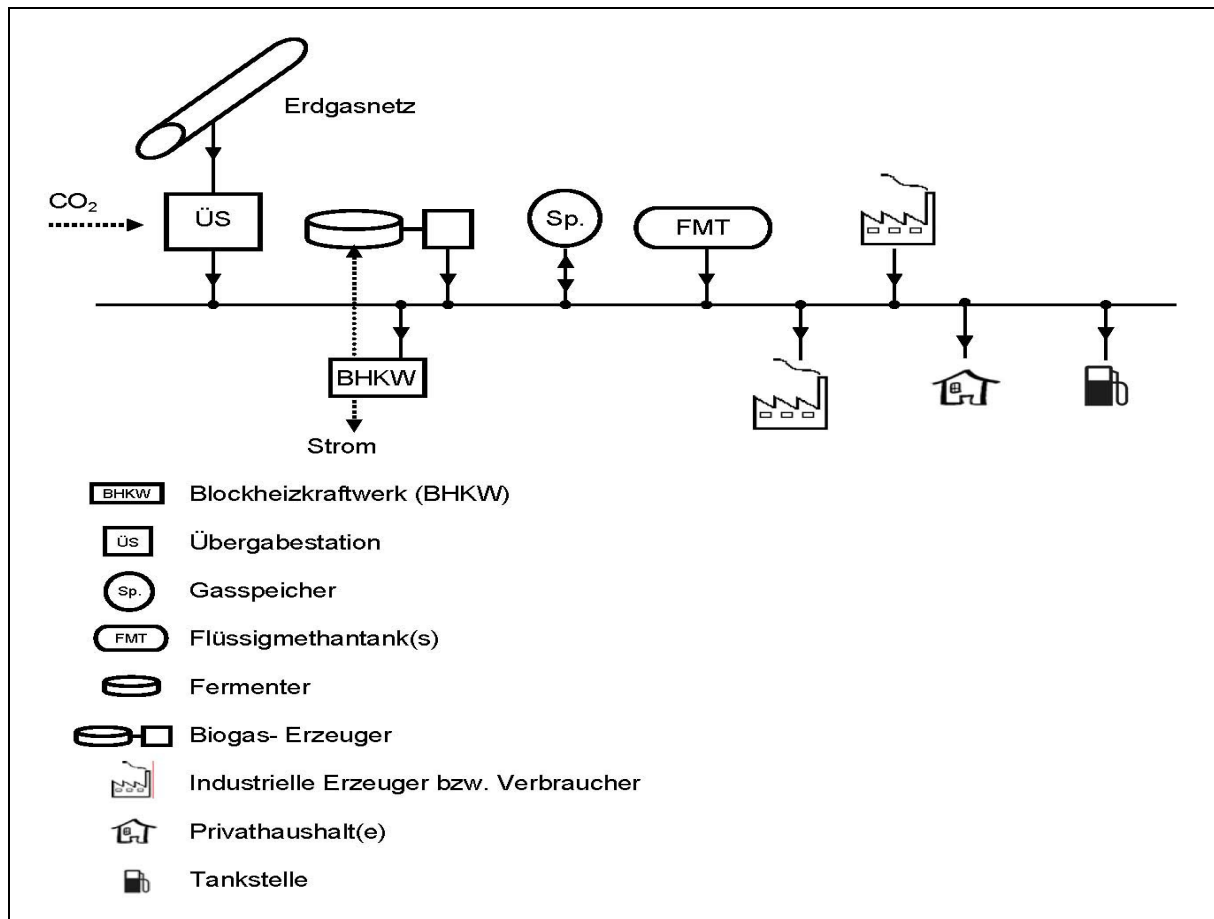 Erdgasnetz
CO₂
ÜS
Sp.
FMT
BHKW
Strom
BHKW Blockheizkraftwerk (BHKW)
ÜS Übergabestation
Sp. Gasspeicher
FMT Flüssigmethantank(s)
Fermenter
Biogas- Erzeuger
Industrielle Erzeuger bzw. Verbraucher
Privathaushalt(e)
Tankstelle